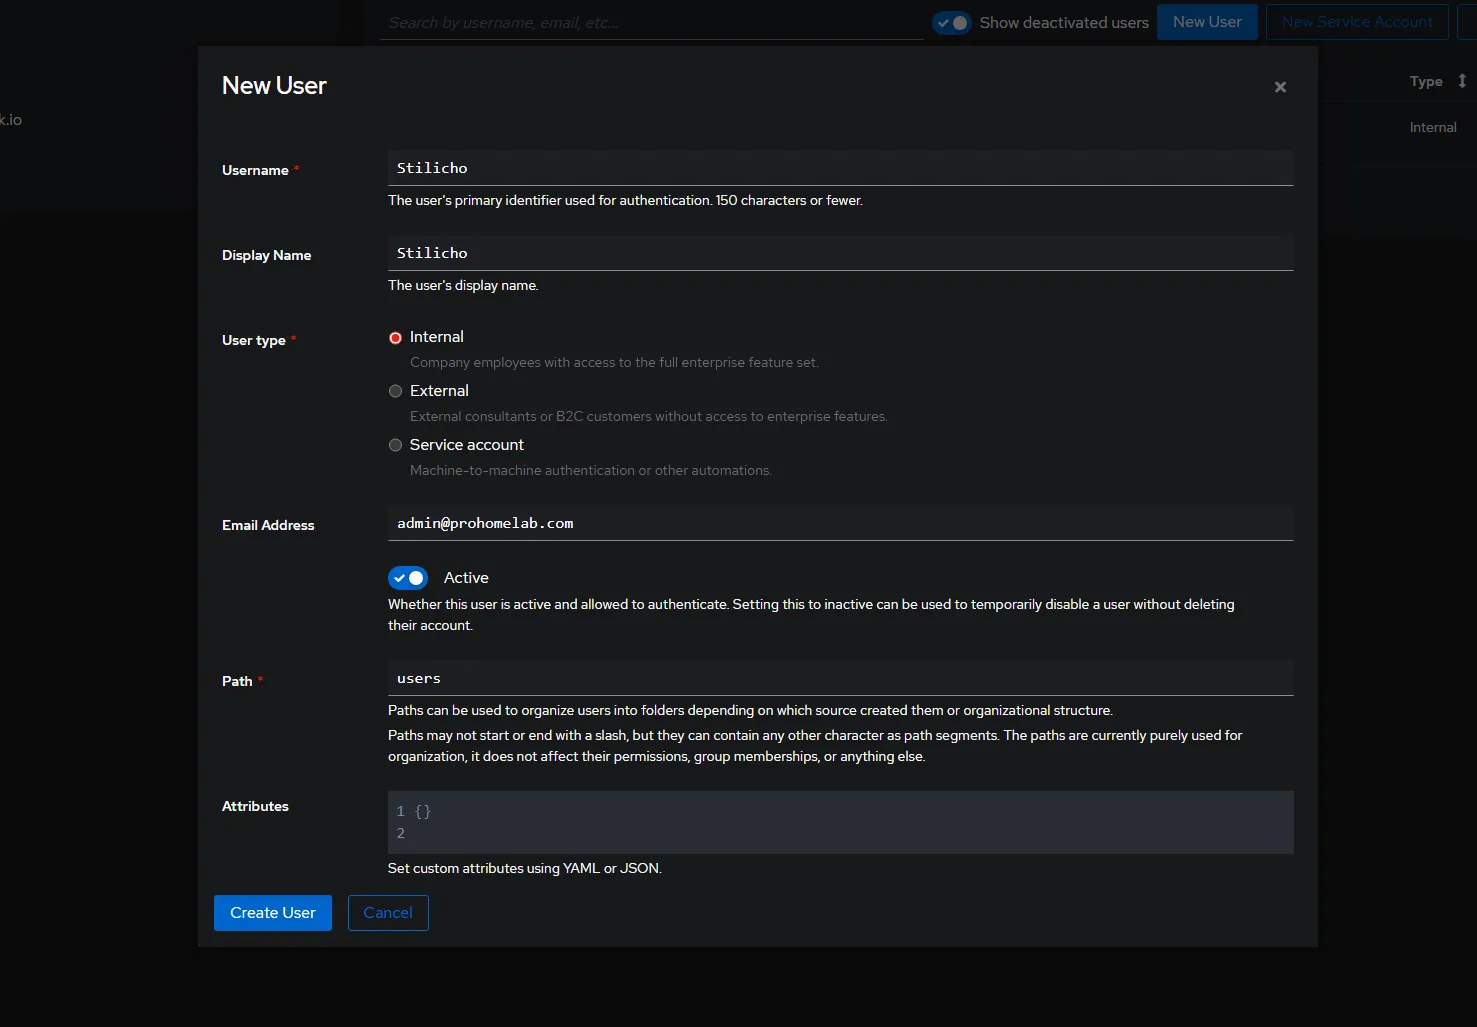 Search by username, email, etc...
Show deactivated users
New User
New Service Account
New User
Type
k.io
Internal
Username *
Stilicho
The user's primary identifier used for authentication. 150 characters or fewer.
Display Name
Stilicho
The user's display name.
User type *
Internal
Company employees with access to the full enterprise feature set.
External
External consultants or B2C customers without access to enterprise features.
Service account
Machine-to-machine authentication or other automations.
Email Address
admin@prohomelab.com
Active
Whether this user is active and allowed to authenticate. Setting this to inactive can be used to temporarily disable a user without deleting
their account.
Path *
users
Paths can be used to organize users into folders depending on which source created them or organizational structure.
Paths may not start or end with a slash, but they can contain any other character as path segments. The paths are currently purely used for
organization, it does not affect their permissions, group memberships, or anything else.
Attributes
1 {}
2
Set custom attributes using YAML or JSON.
Create User
Cancel